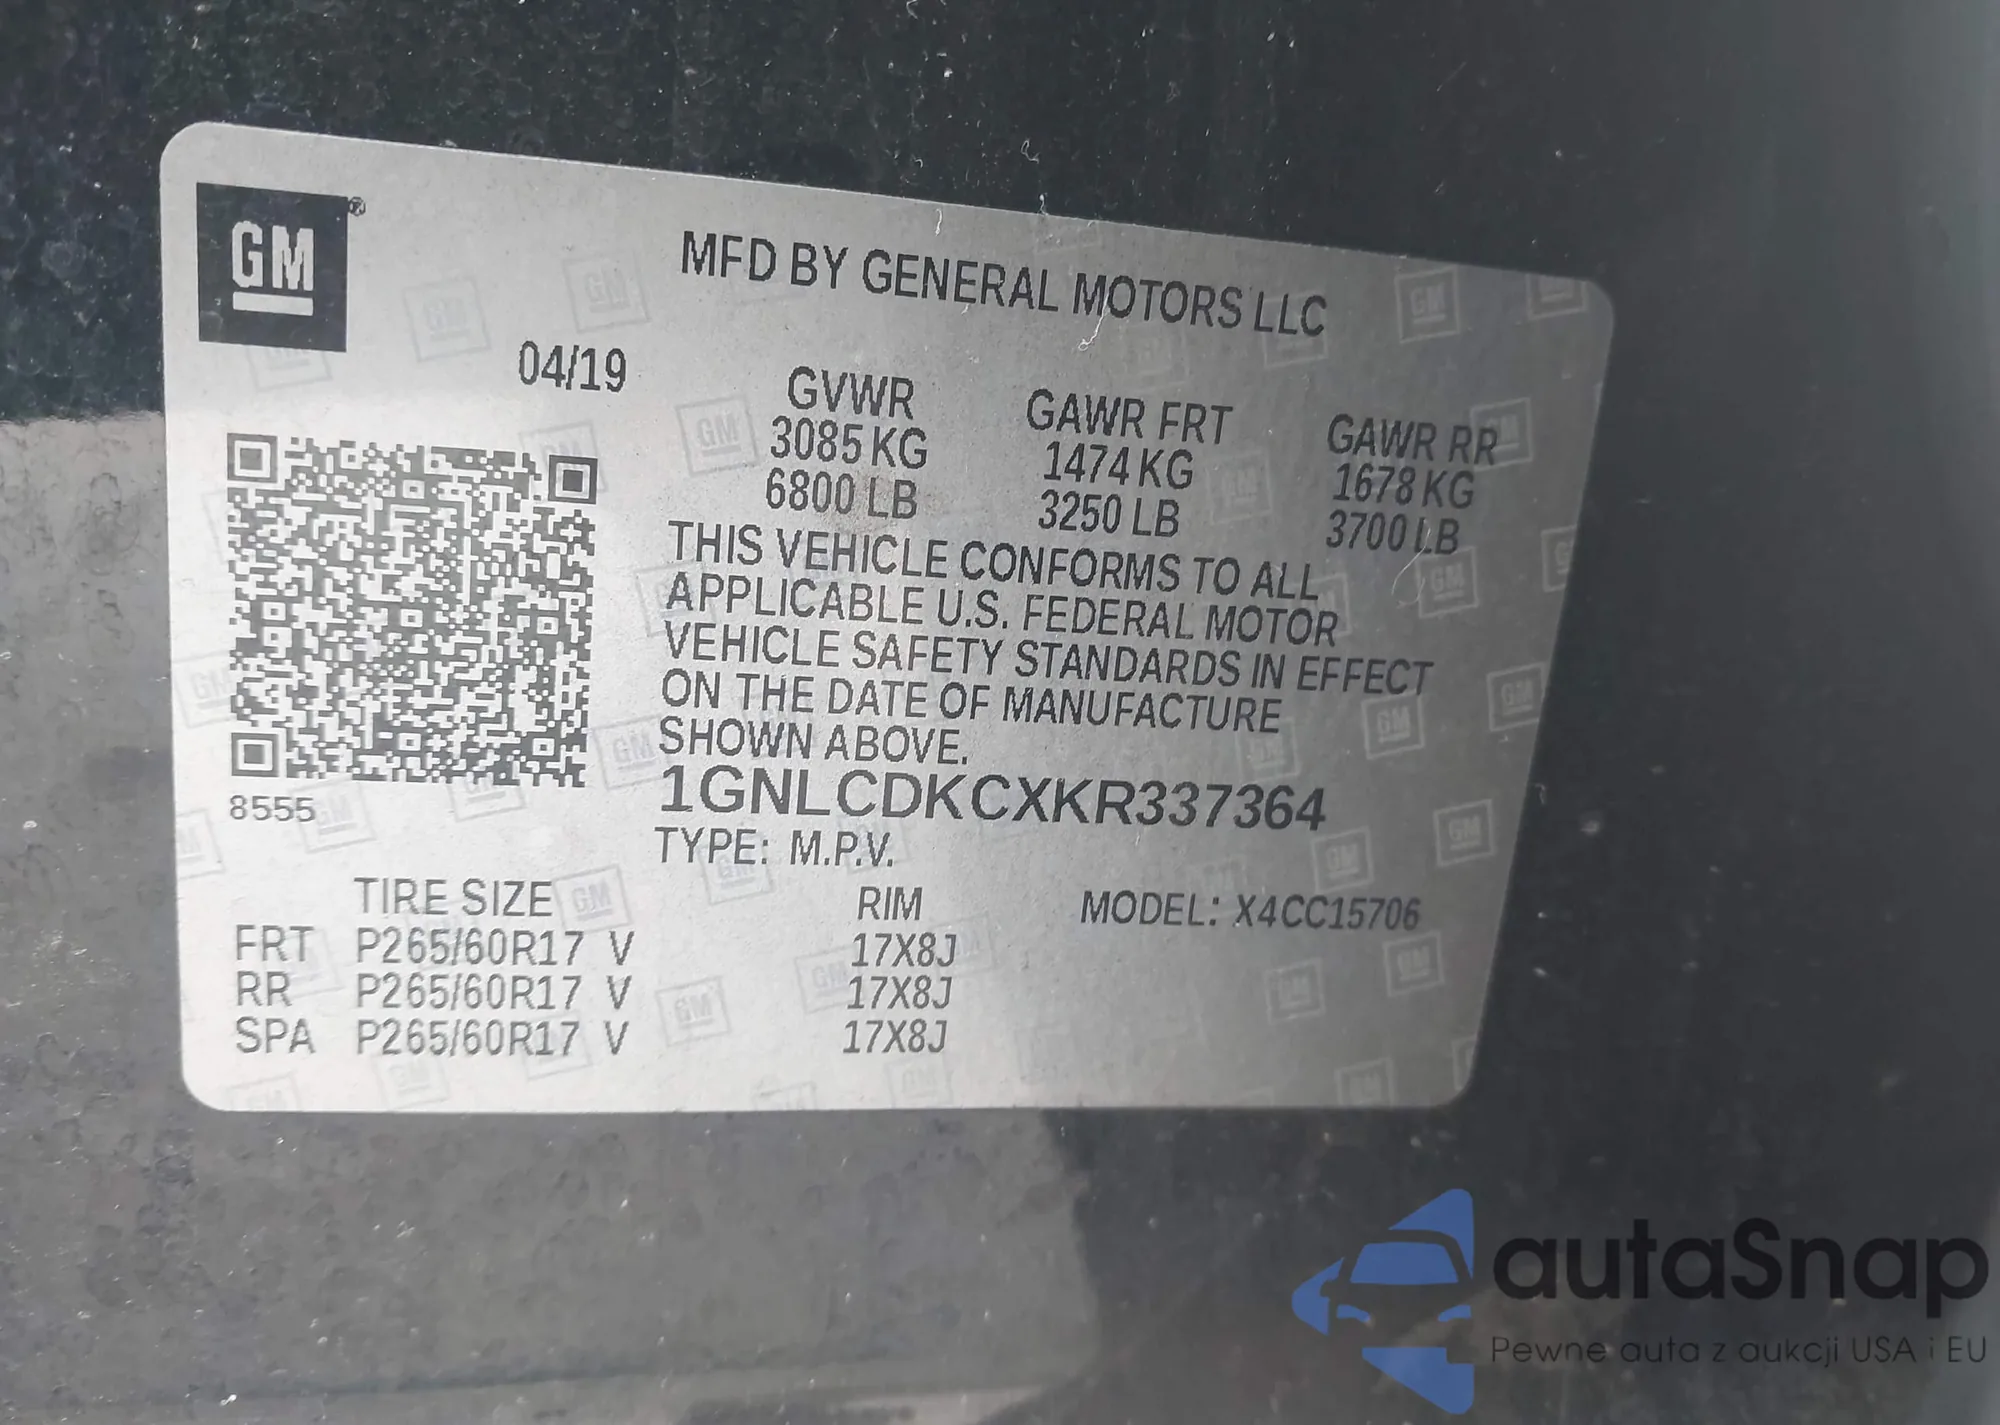 GM®
MFD BY GENERAL MOTORS LLC
04/19
GVWR GAWR FRT GAWR RR
3085 KG 1474 KG 1678 KG
6800 LB 3250 LB 3700 LB
THIS VEHICLE CONFORMS TO ALL
APPLICABLE U.S. FEDERAL MOTOR
VEHICLE SAFETY STANDARDS IN EFFECT
ON THE DATE OF MANUFACTURE
SHOWN ABOVE.
8555
1GNLCDKCXKR337364
TYPE: M.P.V.
TIRE SIZE RIM MODEL: X4CC15706
FRT P265/60R17 V 17X8J
RR P265/60R17 V 17X8J
SPA P265/60R17 V 17X8J
autaSnap
Pewne auta z aukcji USA i EU